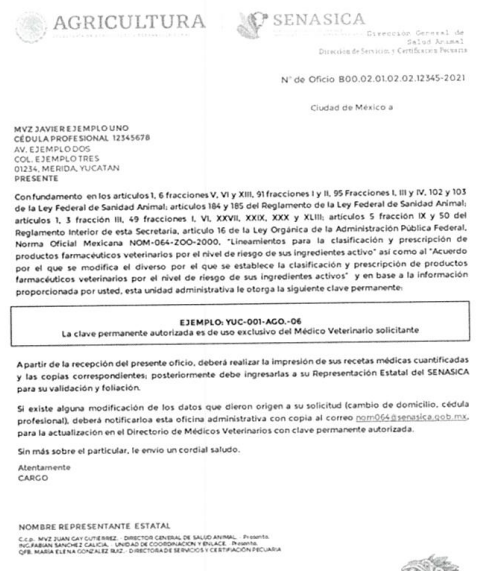 AGRICULTURA
SENASICA
Dirección General de
Salud Animal
Dirección de Servicios y Certificación Pecuaria
N° de Oficio B00.02.01.02.02.12345-2021
Ciudad de México a
MVZ JAVIER EJEMPLO UNO
CÉDULA PROFESIONAL 12345678
AV. EJEMPLO DOS
COL. EJEMPLO TRES
01234, MERIDA, YUCATAN
PRESENTE
Con fundamento en los artículos 1, 6 fracciones V, VI y XIII, 91 fracciones I y II, 95 Fracciones I, III y IV, 102 y 103
de la Ley Federal de Sanidad Animal; artículos 184 y 185 del Reglamento de la Ley Federal de Sanidad Animal;
artículos 1, 3 fracción III, 49 fracciones I, VI, XXVII, XXIX, XXX y XLIII; artículos 5 fracción IX y 50 del
Reglamento Interior de esta Secretaría, artículo 16 de la Ley Orgánica de la Administración Pública Federal,
Norma Oficial Mexicana NOM-064-ZOO-2000, "Lineamientos para la clasificación y prescripción de
productos farmacéuticos veterinarios por el nivel de riesgo de sus ingredientes activo" así como al "Acuerdo
por el que se modifica el diverso por el que se establece la clasificación y prescripción de productos
farmacéuticos veterinarios por el nivel de riesgo de sus ingredientes activos" y en base a la información
proporcionada por usted, esta unidad administrativa le otorga la siguiente clave permanente:
EJEMPLO: YUC-001-AGO.-06
La clave permanente autorizada es de uso exclusivo del Médico Veterinario solicitante
A partir de la recepción del presente oficio, deberá realizar la impresión de sus recetas médicas cuantificadas
y las copias correspondientes; posteriormente debe ingresarlas a su Representación Estatal del SENASICA
para su validación y foliación.
Si existe alguna modificación de los datos que dieron origen a su solicitud (cambio de domicilio, cédula
profesional), deberá notificarlo a esta oficina administrativa con copia al correo nom064@senasica.gob.mx,
para la actualización en el Directorio de Médicos Veterinarios con clave permanente autorizada.
Sin más sobre el particular, le envío un cordial saludo.
Atentamente
CARGO
NOMBRE REPRESENTANTE ESTATAL
C.c.p. MVZ JUAN GAY GUTIÉRREZ. - DIRECTOR GENERAL DE SALUD ANIMAL. - Presente.
ING. FABIAN SANCHEZ GALICIA. - UNIDAD DE COORDINACION Y ENLACE. - Presente.
QFB. MARÍA ELENA GONZALEZ RUIZ. - DIRECTORA DE SERVICIOS Y CERTIFIACIÓN PECUARIA